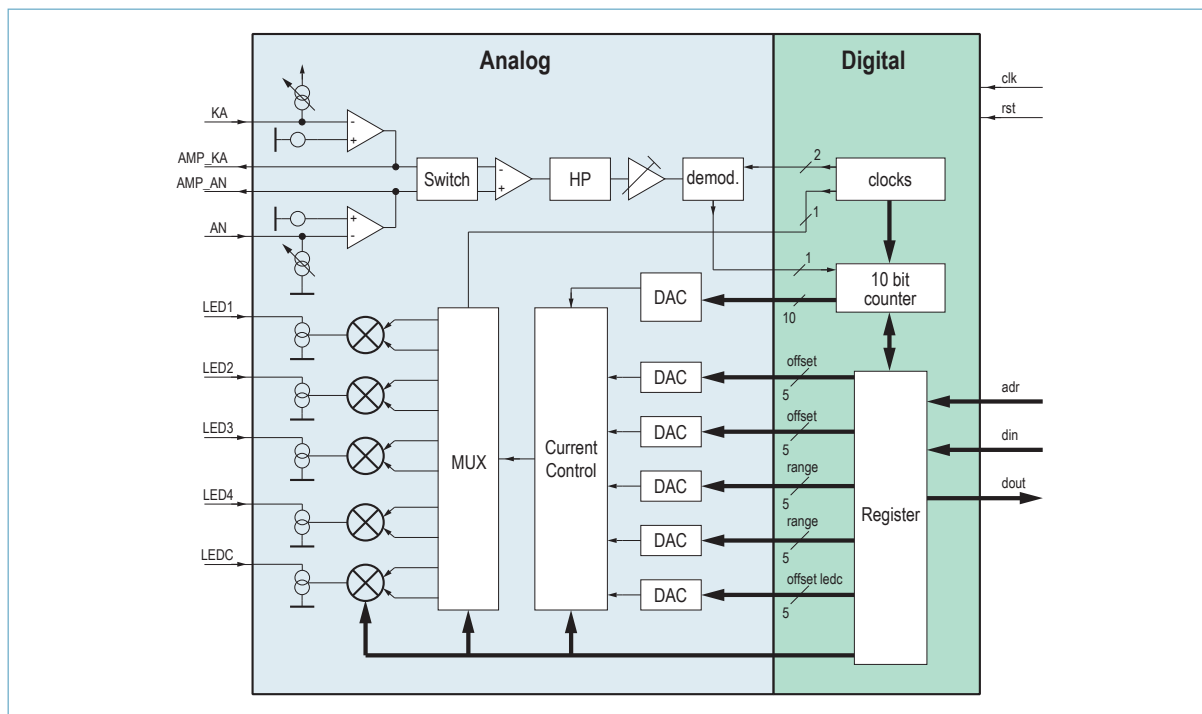 Analog
Digital
clk
KA
rst
AMP_KA
2
Switch
HP
demod.
clocks
AMP_AN
1
AN
1
10 bit
counter
DAC
10
LED1
LED2
offset
DAC
5
adr
offset
LED3
DAC
5
din
MUX
Current
Control
range
DAC
5
dout
LED4
range
Register
DAC
5
LEDC
offset ledc
DAC
5
-
+
-
+
+
-